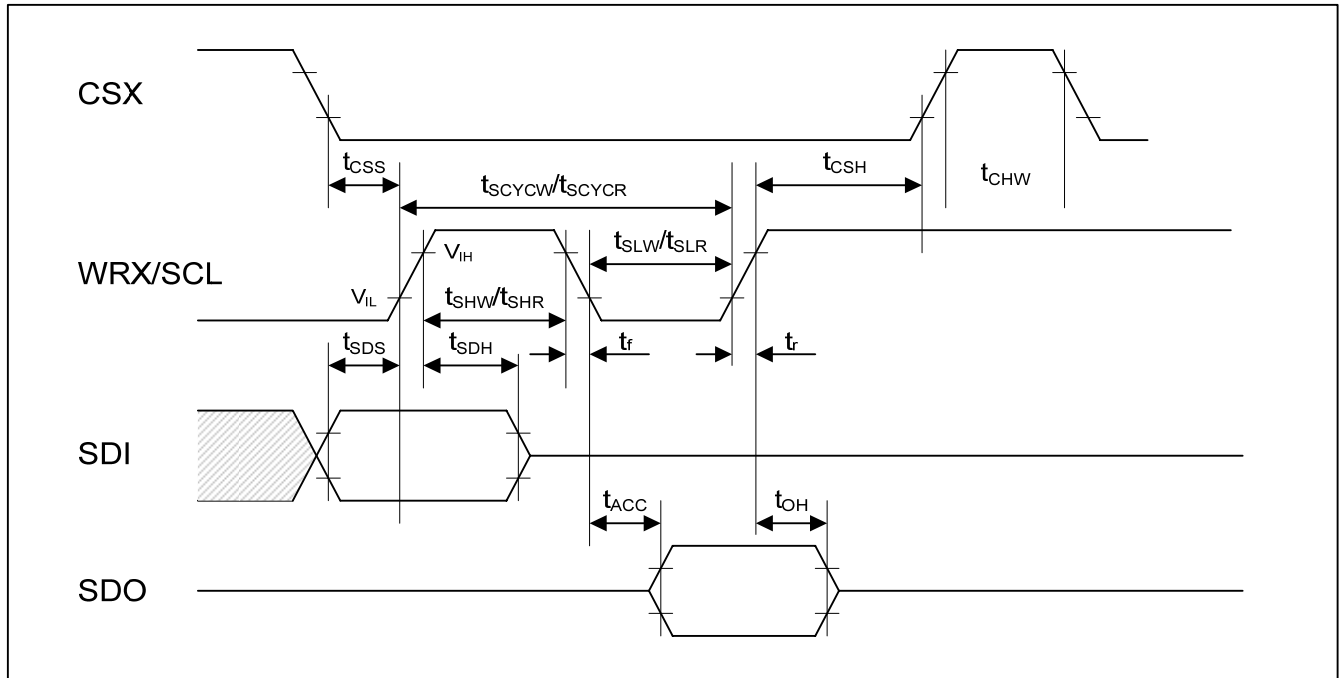 CSX
tCSS
tSCYCW/tSCYCR
tCSH
tCHW
WRX/SCL
VIH
VIL
tSLW/tSLR
tSHW/tSHR
tSDS
tSDH
tf
tr
SDI
tACC
tOH
SDO